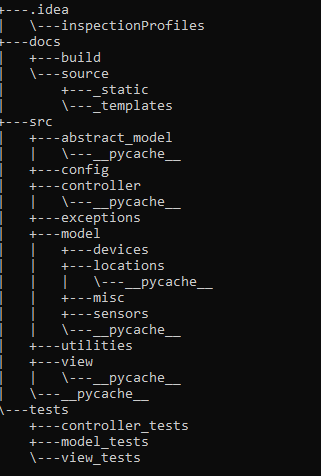 +---.idea
|   \---inspectionProfiles
+---docs
|   +---build
|   \---source
|       +---_static
|       \---_templates
+---src
|   +---abstract_model
|   |   \---__pycache__
|   +---config
|   +---controller
|   |   \---__pycache__
|   +---exceptions
|   +---model
|   |   +---devices
|   |   +---locations
|   |   |   \---__pycache__
|   |   +---misc
|   |   +---sensors
|   |   \---__pycache__
|   +---utilities
|   +---view
|   |   \---__pycache__
|   \---__pycache__
\---tests
    +---controller_tests
    +---model_tests
    \---view_tests